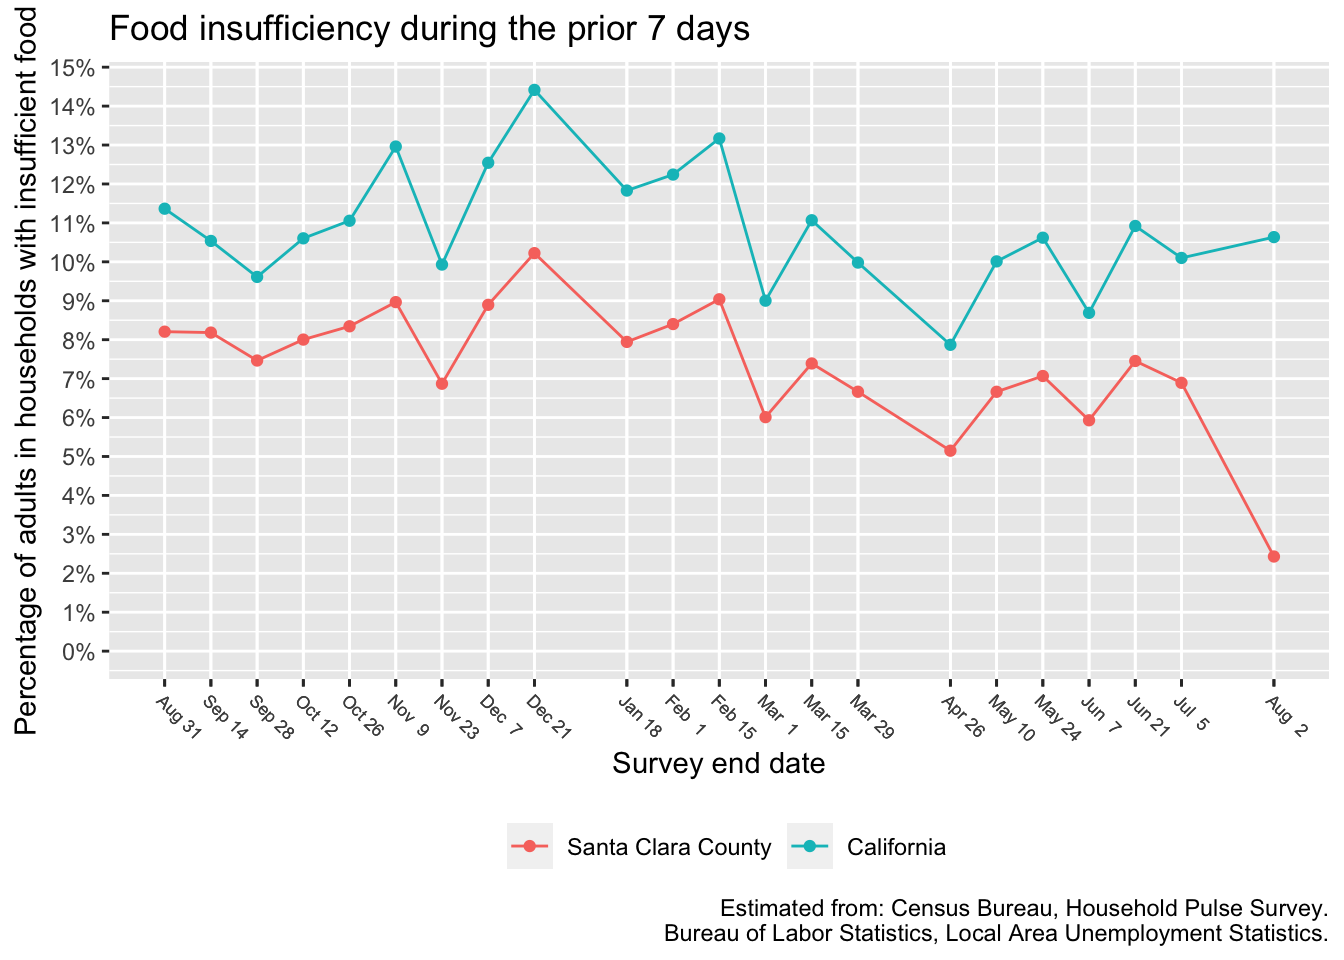 Food insufficiency during the prior 7 days
Percentage of adults in households with insufficient food
15%
14%
13%
12%
11%
10%
9%
8%
7%
6%
5%
4%
3%
2%
1%
0%
Aug 31
Sep 14
Sep 28
Oct 12
Oct 26
Nov 9
Nov 23
Dec 7
Dec 21
Jan 18
Feb 1
Feb 15
Mar 1
Mar 15
Mar 29
Apr 26
May 10
May 24
Jun 7
Jun 21
Jul 5
Aug 2
Survey end date
Santa Clara County
California
Estimated from: Census Bureau, Household Pulse Survey.
Bureau of Labor Statistics, Local Area Unemployment Statistics.